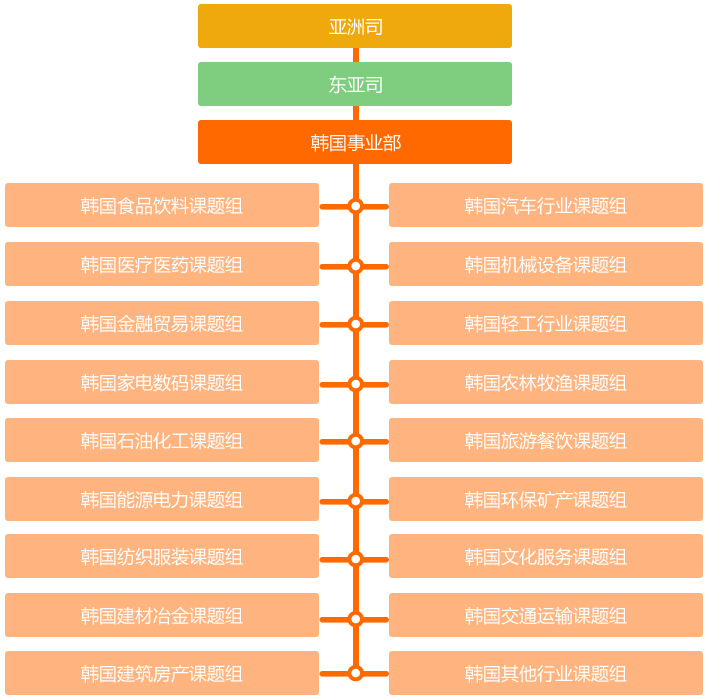 亚洲司
东亚司
韩国事业部
韩国食品饮料课题组
韩国汽车行业课题组
韩国医疗医药课题组
韩国机械设备课题组
韩国金融贸易课题组
韩国轻工行业课题组
韩国家电数码课题组
韩国农林牧渔课题组
韩国石油化工课题组
韩国旅游餐饮课题组
韩国能源电力课题组
韩国环保矿产课题组
韩国纺织服装课题组
韩国文化服务课题组
韩国建材冶金课题组
韩国交通运输课题组
韩国建筑房产课题组
韩国其他行业课题组